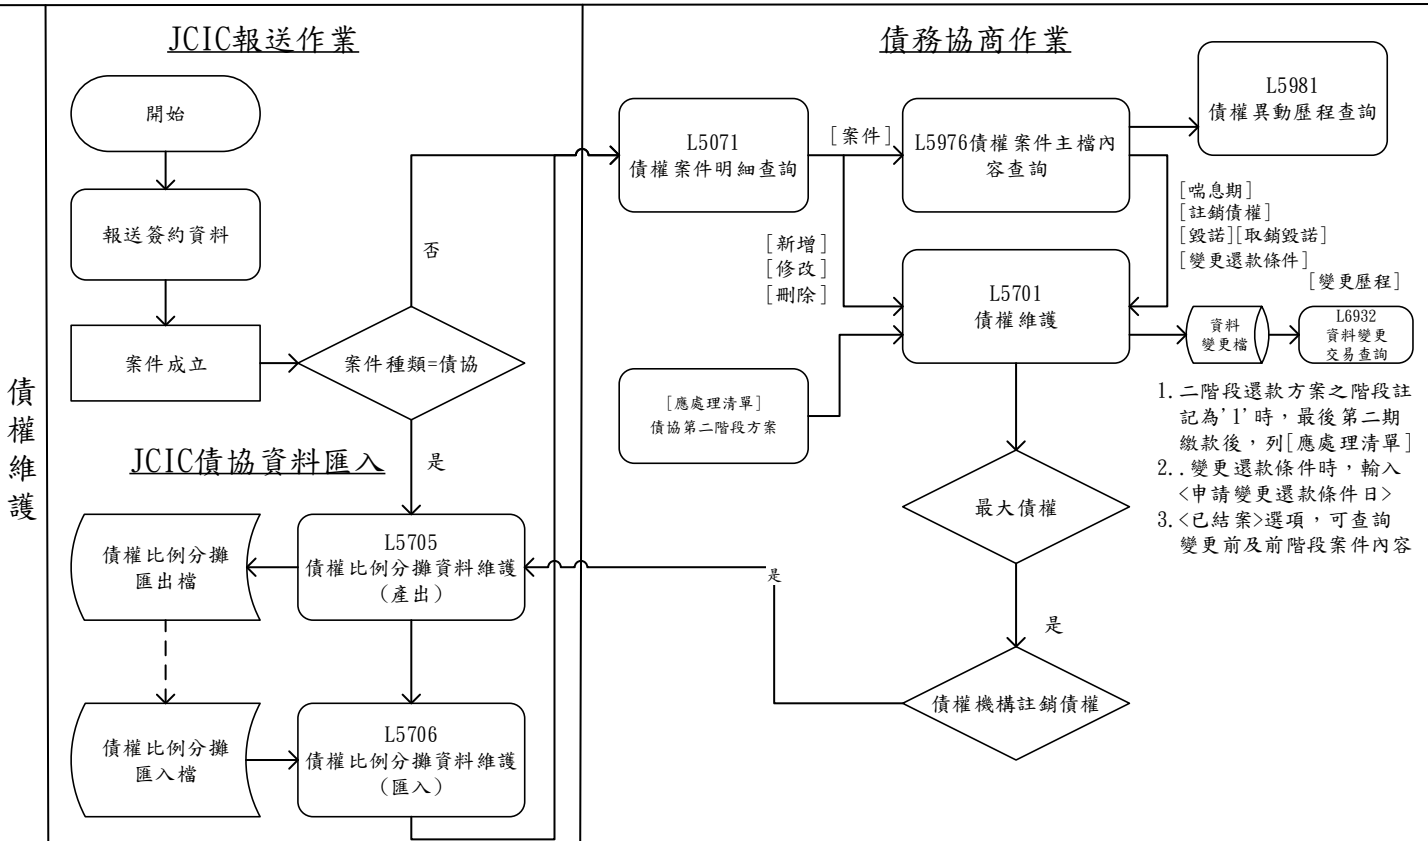 債權維護
JCIC報送作業
開始
報送簽約資料
案件成立
案件種類=債協
否
是
JCIC債協資料匯入
債權比例分攤
匯出檔
L5705
債權比例分攤資料維護
(產出)
債權比例分攤
匯入檔
L5706
債權比例分攤資料維護
(匯入)
債務協商作業
L5071
債權案件明細查詢
[案件]
L5976債權案件主檔內
容查詢
L5981
債權異動歷程查詢
[新增]
[修改]
[刪除]
[喘息期]
[註銷債權]
[毀諾][取銷毀諾]
[變更還款條件]
[變更歷程]
L5701
債權維護
資料
變更檔
L6932
資料變更
交易查詢
[應處理清單]
債協第二階段方案
最大債權
是
債權機構註銷債權
是
1.二階段還款方案之階段註
記為'1'時，最後第二期
繳款後，列[應處理清單]
2..變更還款條件時，輸入
<申請變更還款條件日>
3.<已結案>選項，可查詢
變更前及前階段案件內容